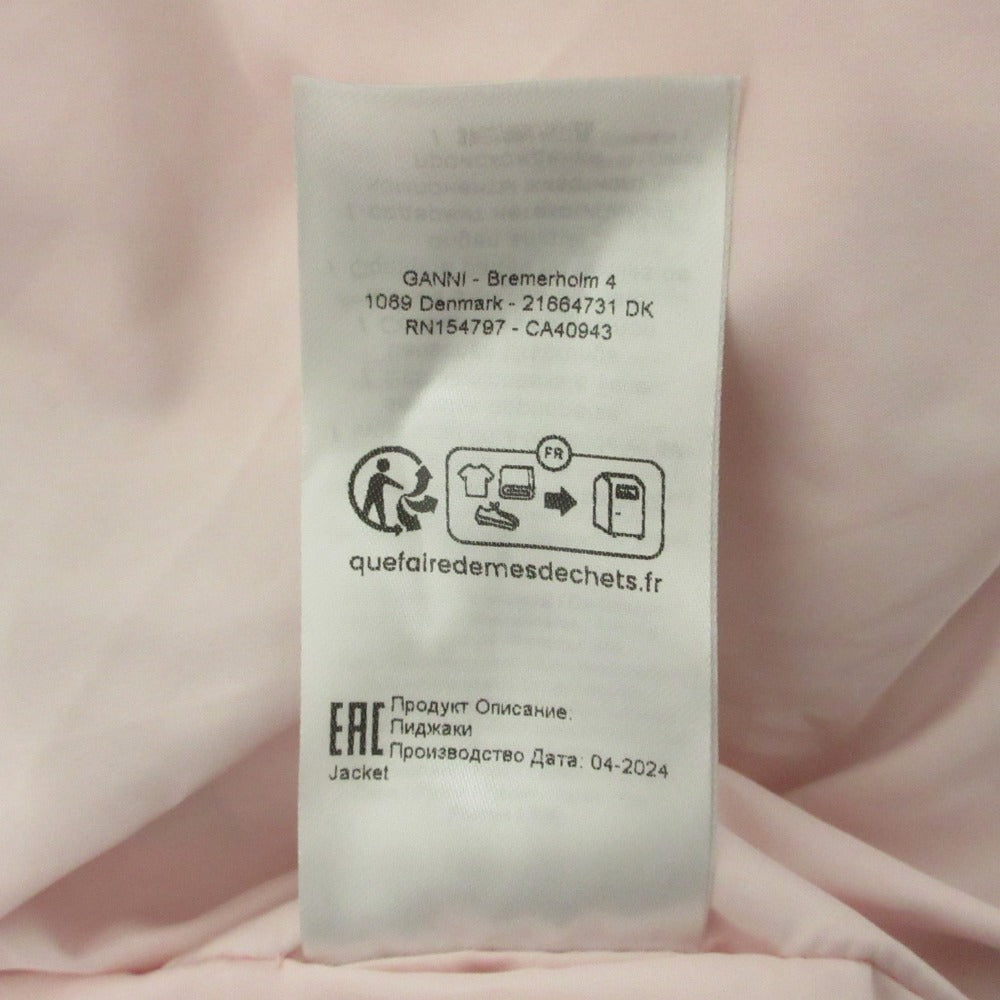 GANNI - Bremerholm 4
1069 Denmark - 21664731 DK
RN154797 - CA40943
FR
quefairedemesdechets.fr
EAC
Продукт Описание:
Пиджаки
Производство Дата: 04-2024
Jacket